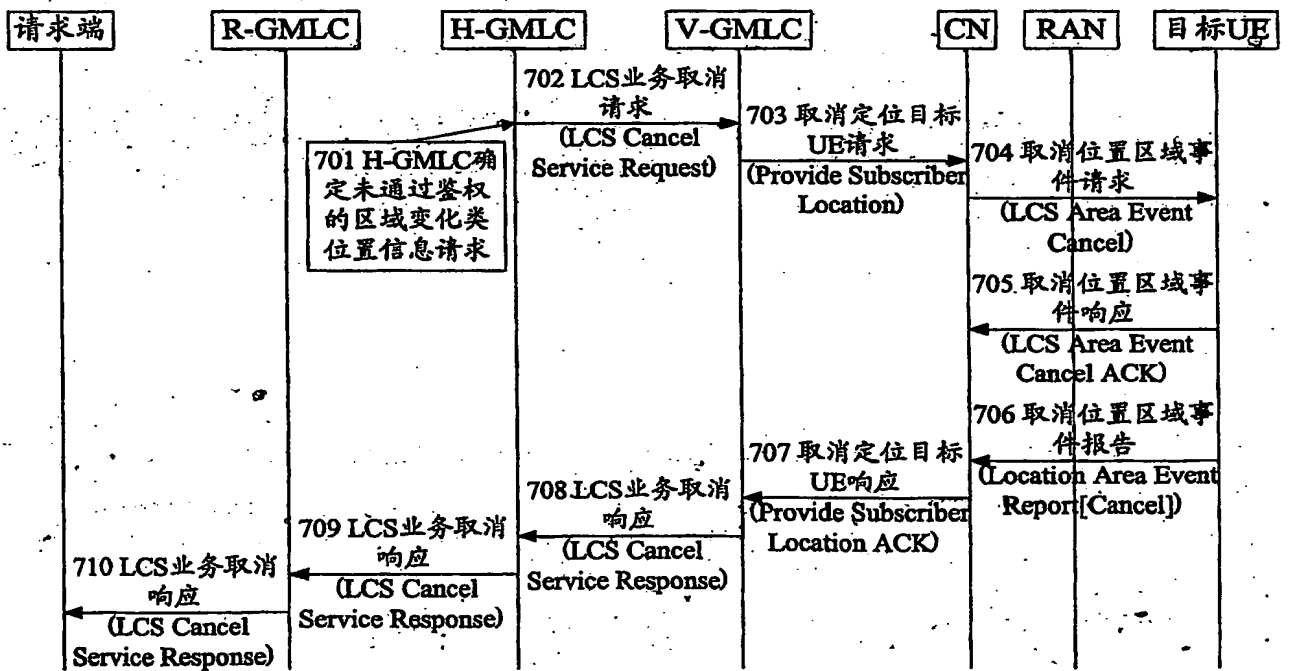 请求端
R-GMLC
H-GMLC
V-GMLC
CN
RAN
目标UE
701 H-GMLC确
定未通过鉴权
的区域变化类
位置信息请求
702 LCS业务取消
请求
(LCS Cancel
Service Request)
703 取消定位目标
UE请求
(Provide Subscriber
Location)
704 取消位置区域事
件请求
(LCS Area Event
Cancel)
705 取消位置区域事
件响应
(LCS Area Event
Cancel ACK)
706 取消位置区域事
件报告
(Location Area Event
Report[Cancel])
707 取消定位目标
UE响应
(Provide Subscriber
Location ACK)
708 LCS业务取消
响应
(LCS Cancel
Service Response)
709 LCS业务取消
响应
(LCS Cancel
Service Response)
710 LCS业务取消
响应
(LCS Cancel
Service Response)